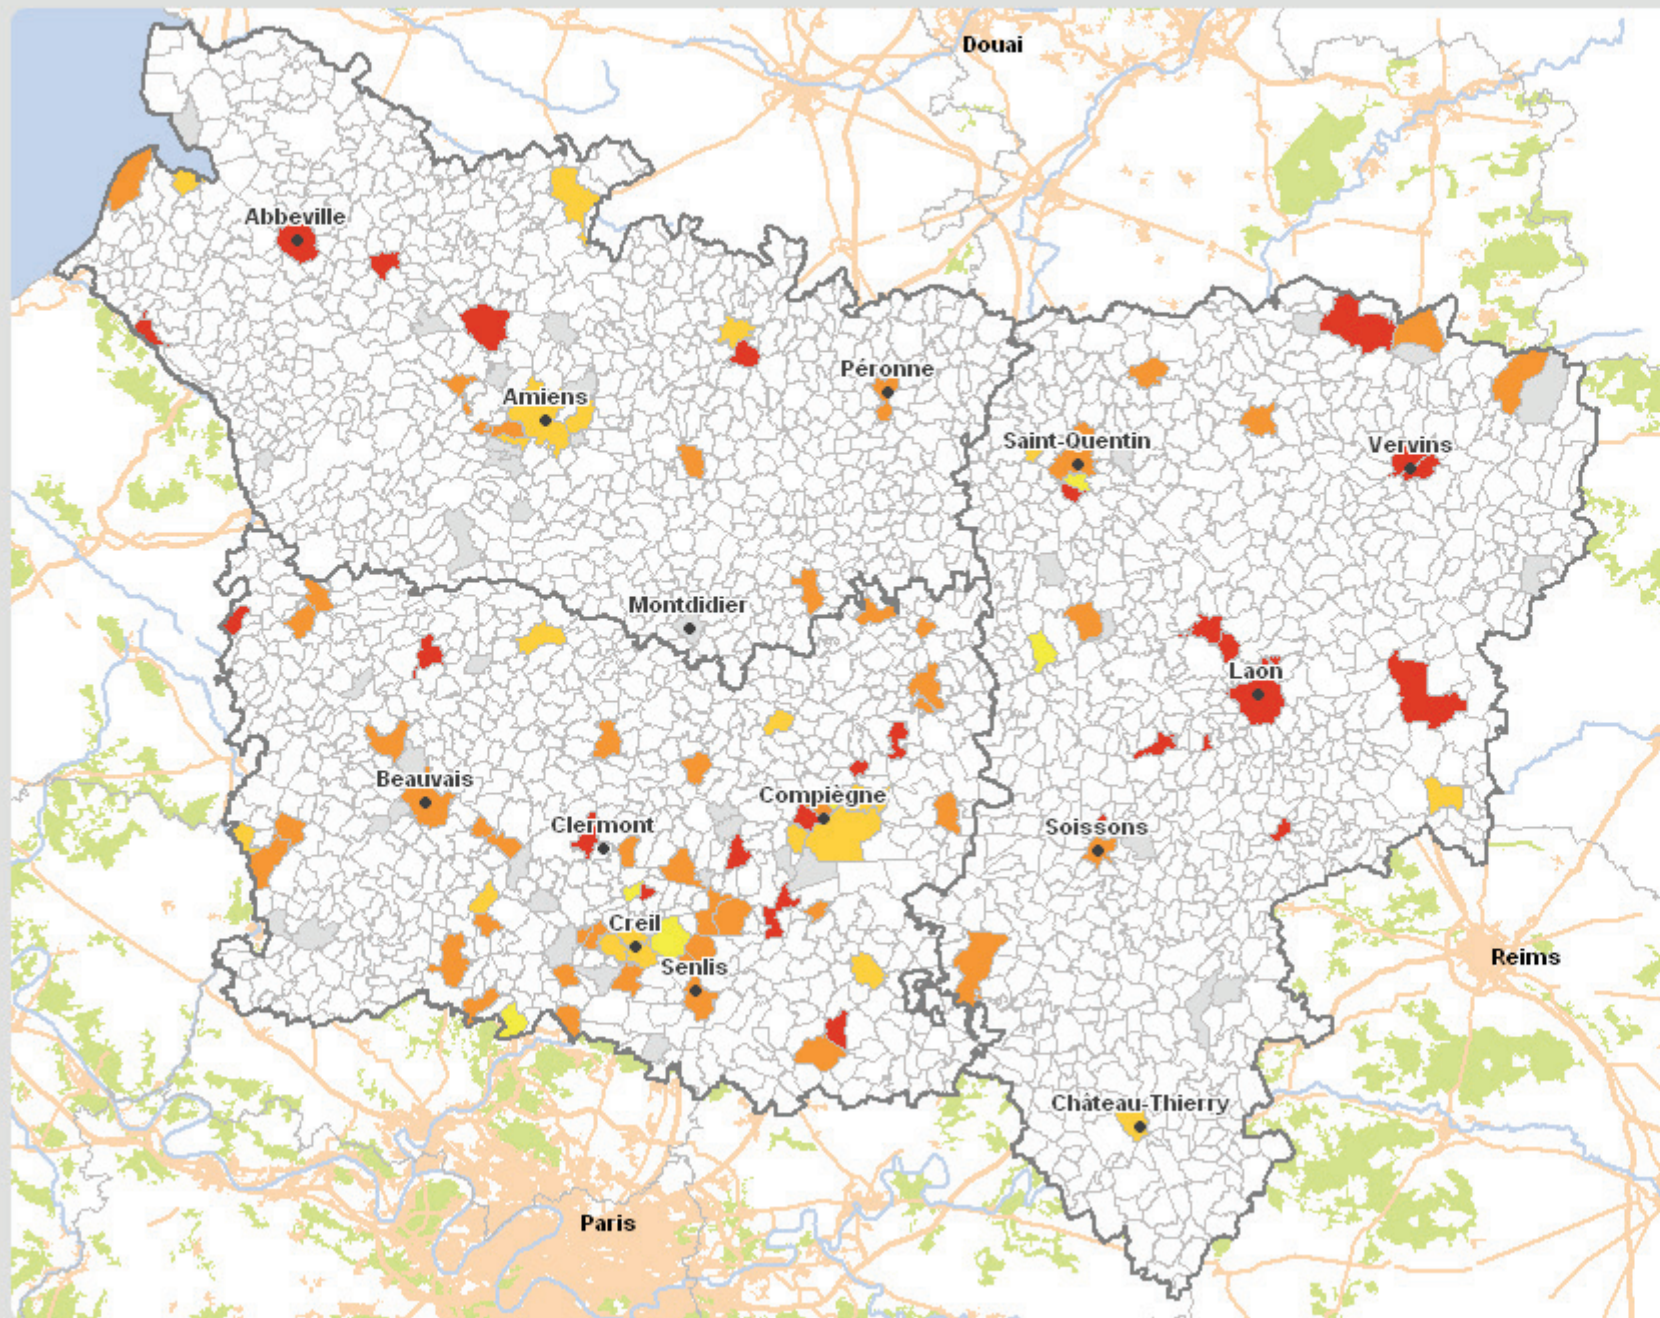 Douai
Abbeville
Péronne
Amiens
Saint-Quentin
Vervins
Montdidier
Laon
Beauvais
Compiègne
Clermont
Soissons
Creil
Senlis
Reims
Château-Thierry
Paris